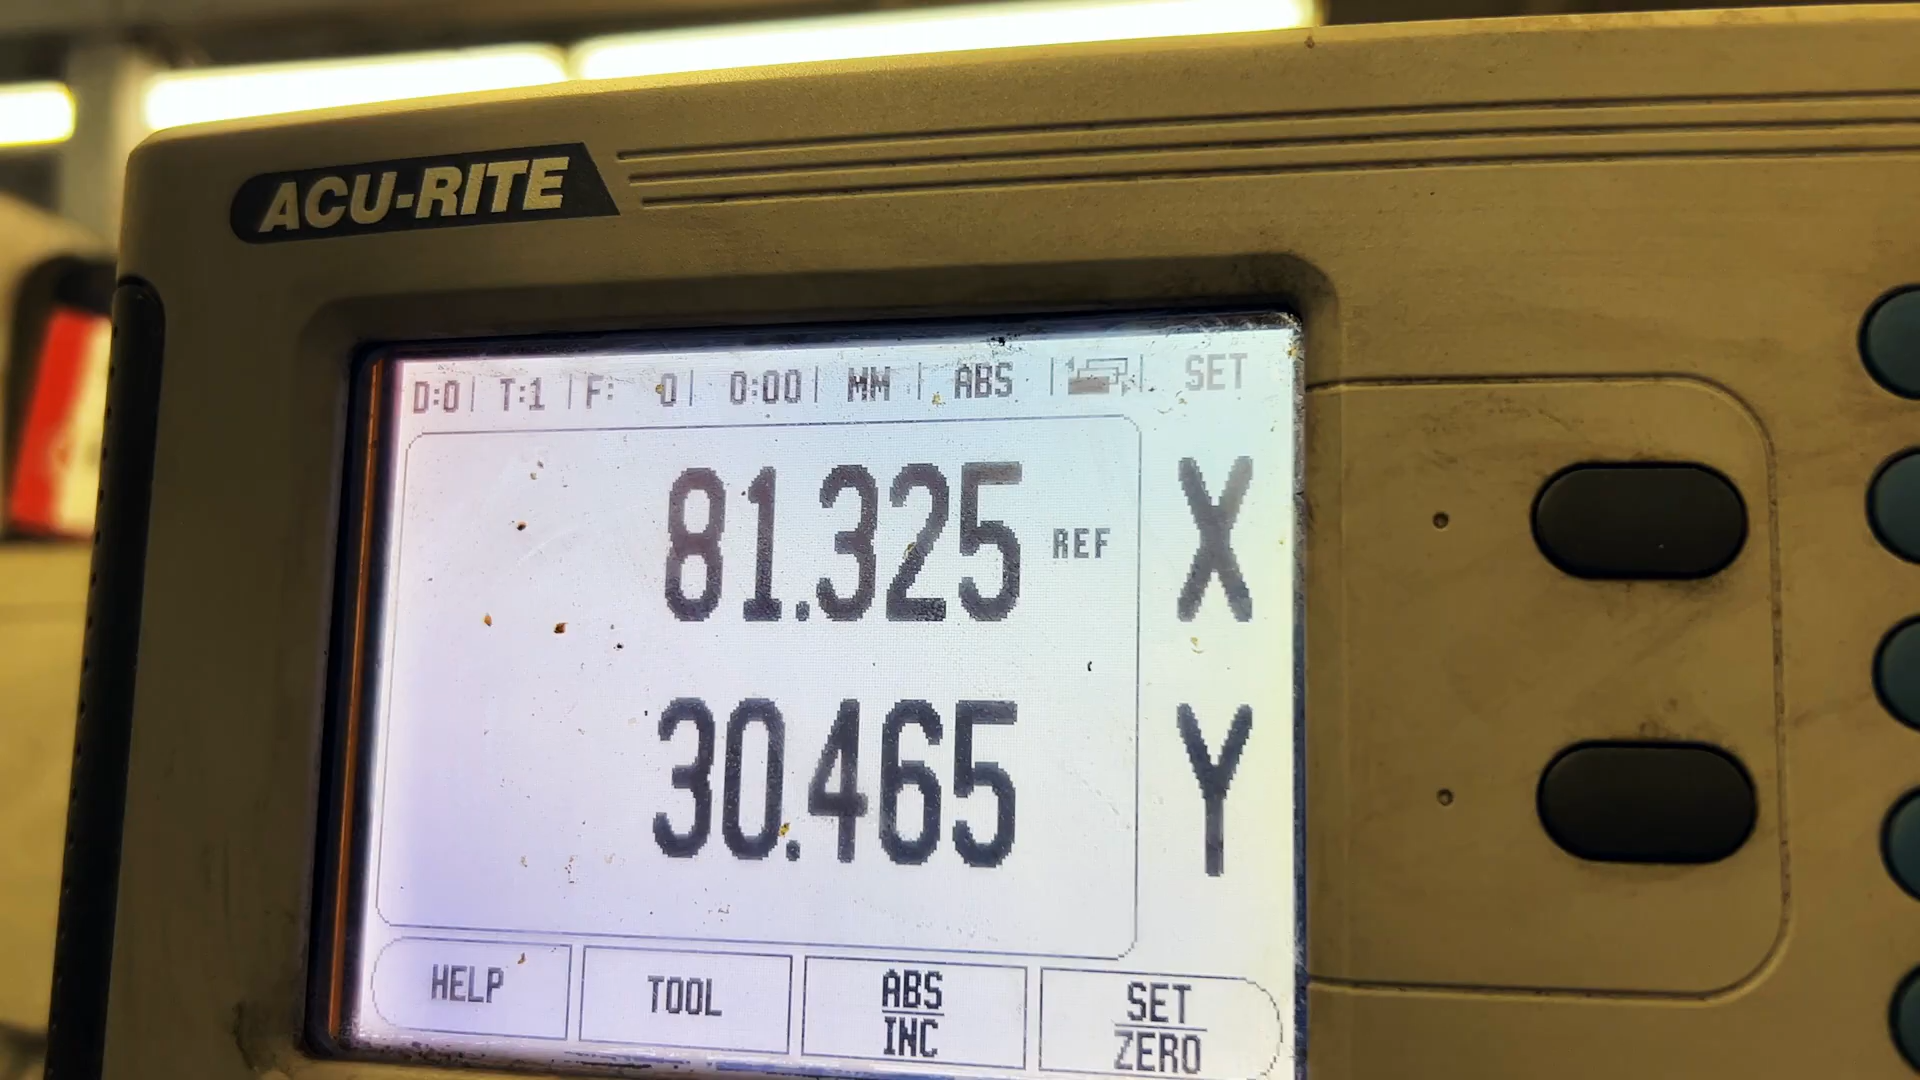 ACU-RITE
D:0 T:1 F: 0 0:00 MM ABS 1 SET
81.325 REF X
30.465 Y
HELP TOOL ABS INC SET ZERO